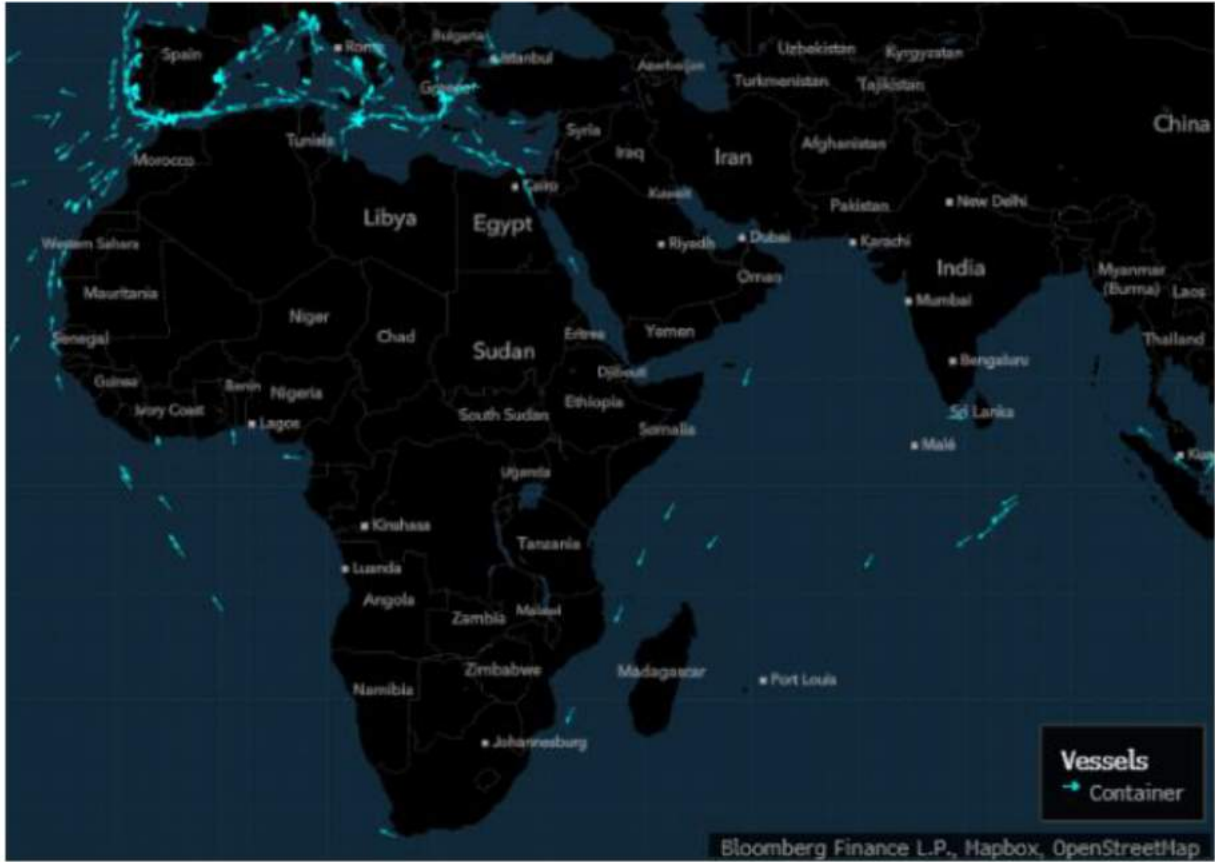 Spain
Rome
Bulgaria
Istanbul
Greece
Azerbaijan
Uzbekistan
Kyrgyzstan
Turkmenistan
Tajikistan
China
Morocco
Tunisia
Syria
Iraq
Iran
Afghanistan
Cairo
Kuwait
Libya
Egypt
Pakistan
New Delhi
Western Sahara
Riyadh
Dubai
Karachi
Oman
India
Mauritania
Myanmar
(Burma)
Laos
Mumbai
Niger
Chad
Sudan
Eritrea
Yemen
Senegal
Thailand
Bengaluru
Guinea
Benin
Nigeria
Djibouti
Ethiopia
Ivory Coast
Lagos
South Sudan
Somalia
Sri Lanka
Malé
Uganda
Kinshasa
Tanzania
Luanda
Angola
Zambia
Malawi
Zimbabwe
Madagascar
Port Louis
Namibia
Johannesburg
Vessels
Container
Bloomberg Finance L.P., Mapbox, OpenStreetMap